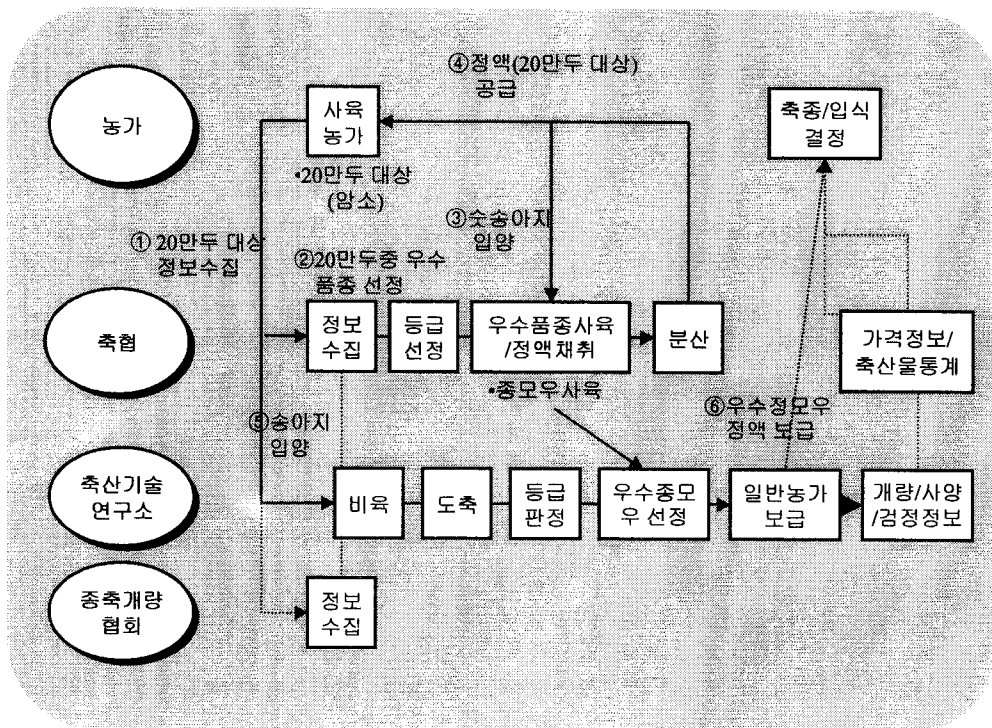 ④정액(20만두 대상)
공급
농가
사육
농가
축종/입식
결정
•20만두 대상
(암소)
③숫송아지
입양
① 20만두 대상
정보수집
②20만두중 우수
품종 선정
축협
정보
수집
등급
선정
우수품종사육
/정액채취
분산
가격정보/
축산물통계
•종모우사육
⑤송아지
입양
⑥우수정모우
정액 보급
축산기술
연구소
비육
도축
등급
판정
우수종모
우 선정
일반농가
보급
개량/사양
/검정정보
종축개량
협회
정보
수집